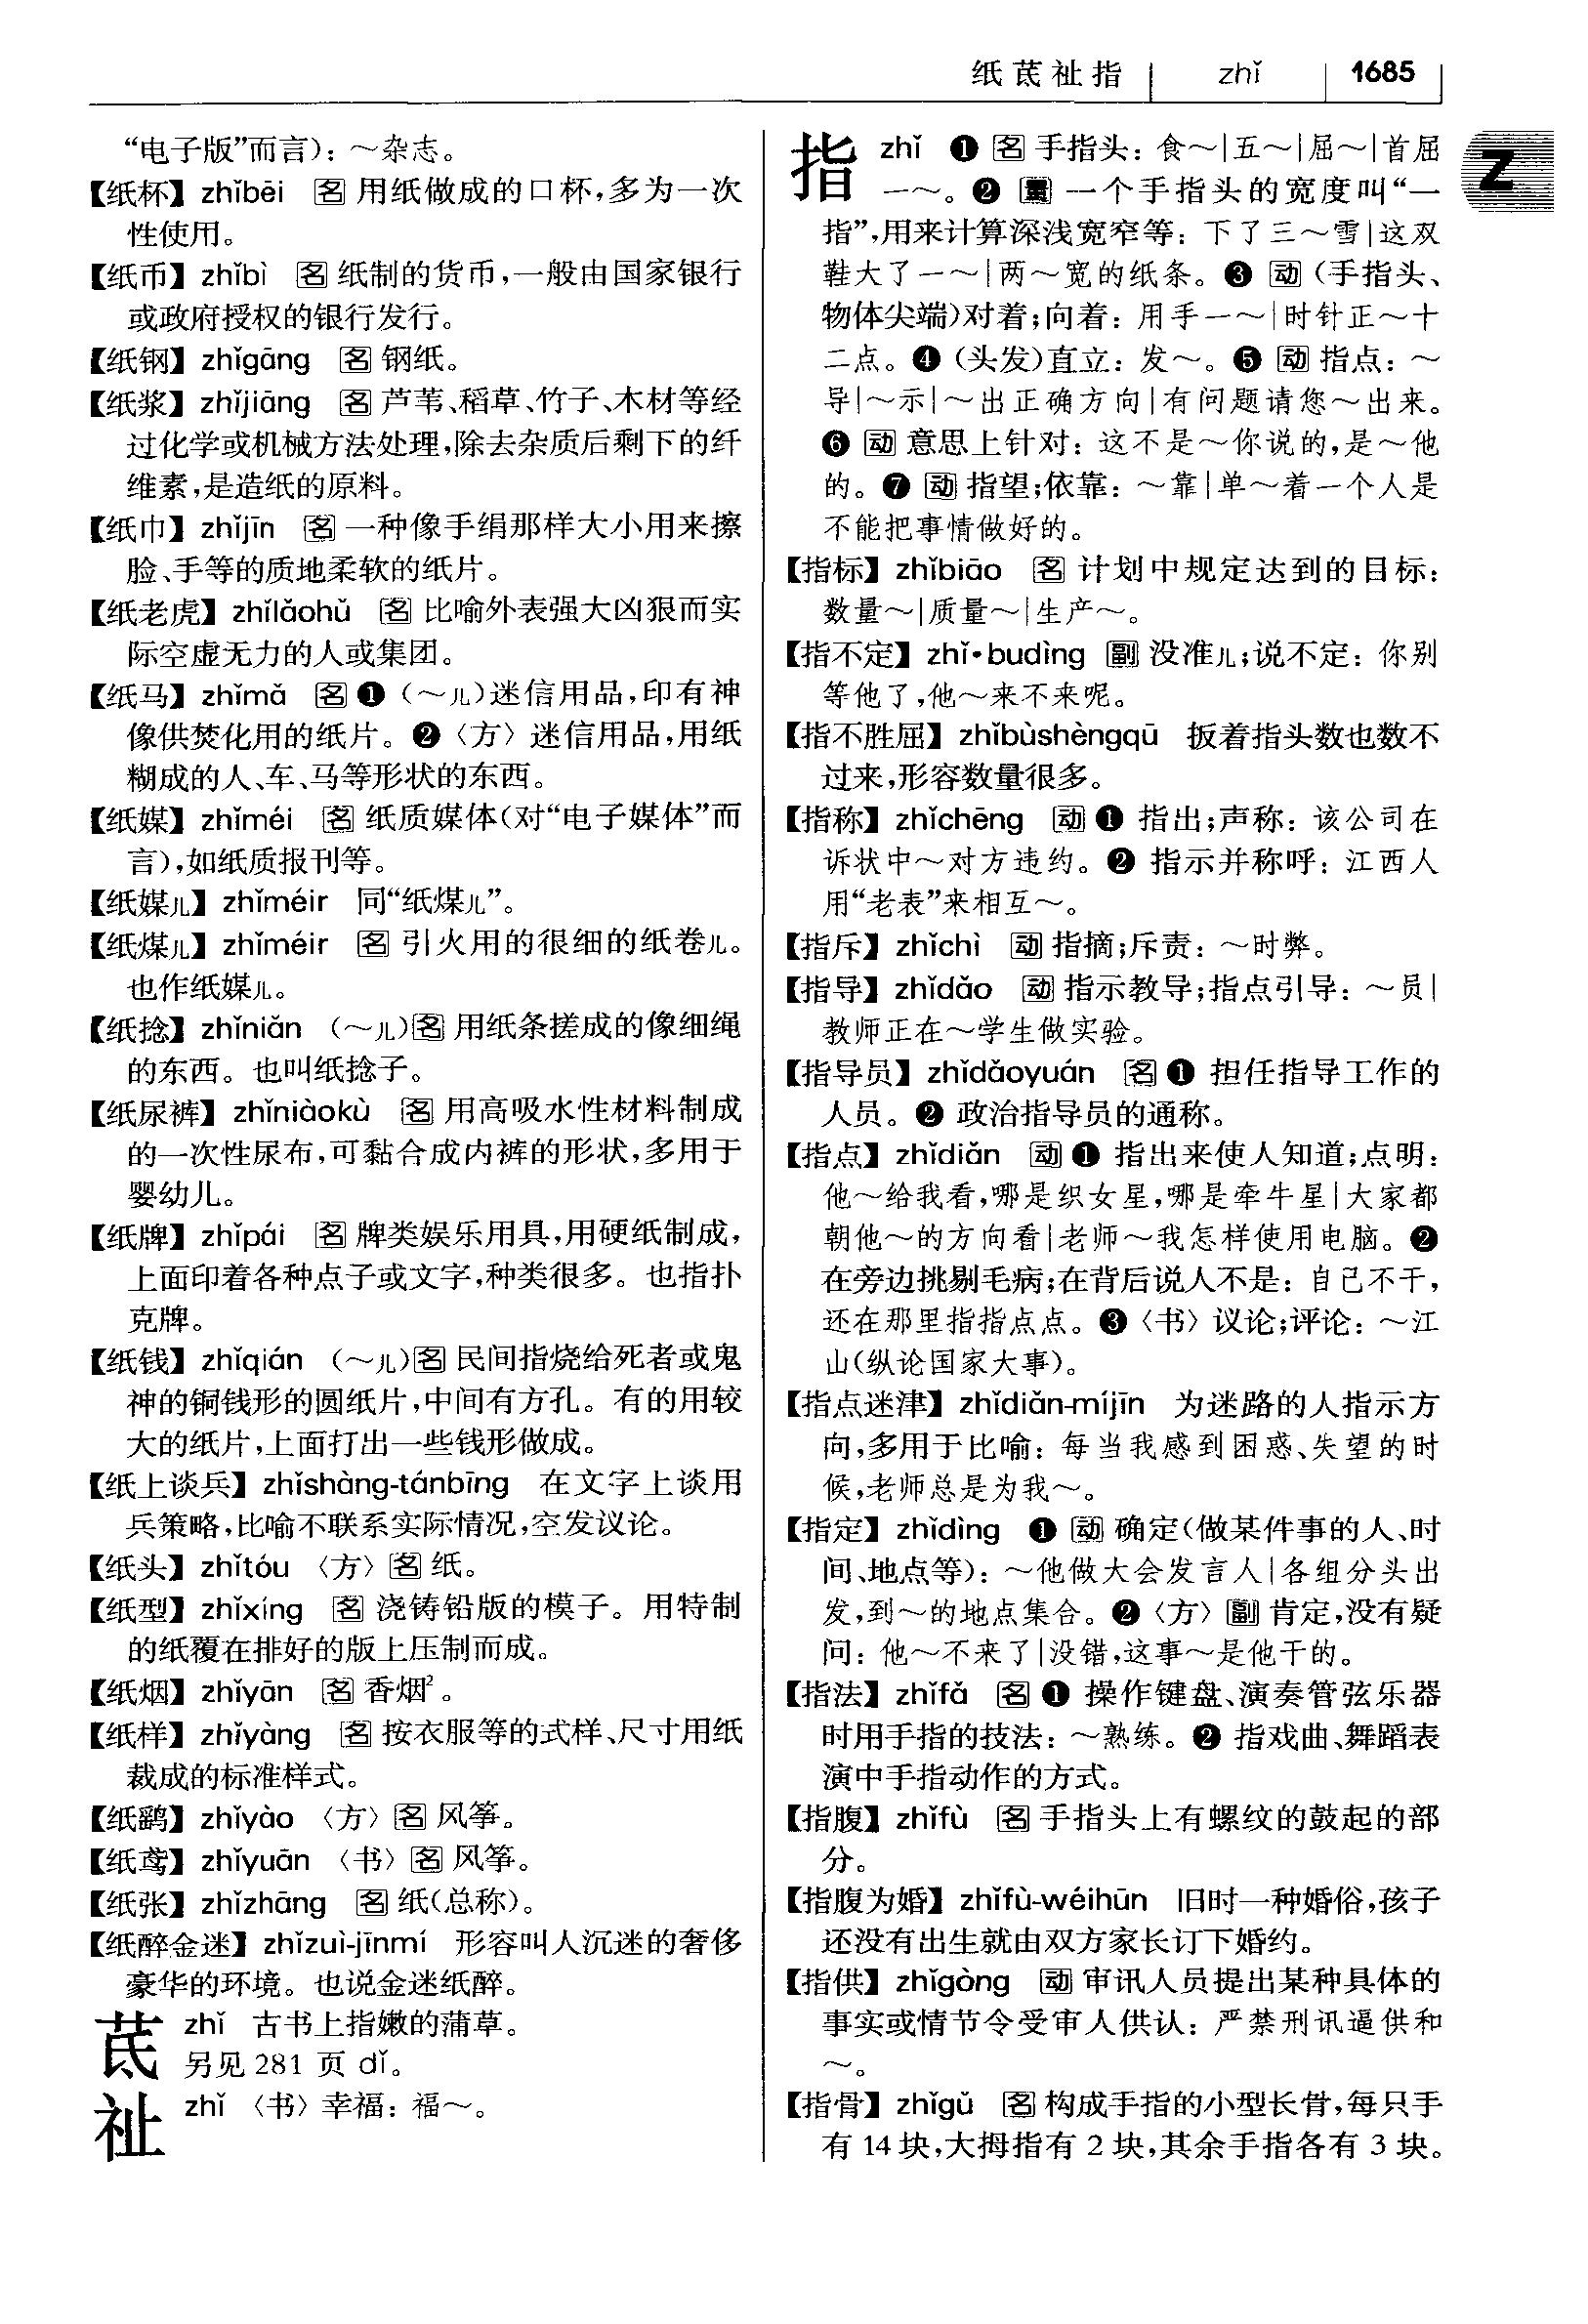 纸茋祉指 | zhǐ | 1685
“电子版”而言)：～杂志。
【纸杯】zhǐbēi 名 用纸做成的口杯，多为一次
性使用。
【纸币】zhǐbì 名 纸制的货币，一般由国家银行
或政府授权的银行发行。
【纸钢】zhǐgāng 名 钢纸。
【纸浆】zhǐjiāng 名 芦苇、稻草、竹子、木材等经
过化学或机械方法处理，除去杂质后剩下的纤
维素，是造纸的原料。
【纸巾】zhǐjīn 名 一种像手绢那样大小用来擦
脸、手等的质地柔软的纸片。
【纸老虎】zhǐlǎohǔ 名 比喻外表强大凶狠而实
际空虚无力的人或集团。
【纸马】zhǐmǎ 名 ❶（～儿）迷信用品，印有神
像供焚化用的纸片。❷〈方〉迷信用品，用纸
糊成的人、车、马等形状的东西。
【纸媒】zhǐméi 名 纸质媒体（对“电子媒体”而
言），如纸质报刊等。
【纸媒儿】zhǐméir 同“纸煤儿”。
【纸煤儿】zhǐméir 名 引火用的很细的纸卷儿。
也作纸媒儿。
【纸捻】zhǐniǎn （～儿）名 用纸条搓成的像细绳
的东西。也叫纸捻子。
【纸尿裤】zhǐniàokù 名 用高吸水性材料制成
的一次性尿布，可黏合成内裤的形状，多用于
婴幼儿。
【纸牌】zhǐpái 名 牌类娱乐用具，用硬纸制成，
上面印着各种点子或文字，种类很多。也指扑
克牌。
【纸钱】zhǐqián （～儿）名 民间指烧给死者或鬼
神的铜钱形的圆纸片，中间有方孔。有的用较
大的纸片，上面打出一些钱形做成。
【纸上谈兵】zhǐshàng-tánbīng 在文字上谈用
兵策略，比喻不联系实际情况，空发议论。
【纸头】zhǐtóu 〈方〉名 纸。
【纸型】zhǐxíng 名 浇铸铅版的模子。用特制
的纸覆在排好的版上压制而成。
【纸烟】zhǐyān 名 香烟²。
【纸样】zhǐyàng 名 按衣服等的式样、尺寸用纸
裁成的标准样式。
【纸鹞】zhǐyào 〈方〉名 风筝。
【纸鸢】zhǐyuān 〈书〉名 风筝。
【纸张】zhǐzhāng 名 纸（总称）。
【纸醉金迷】zhǐzuì-jīnmí 形容叫人沉迷的奢侈
豪华的环境。也说金迷纸醉。
茋 zhǐ 古书上指嫩的蒲草。
另见281页 dǐ。
祉 zhǐ 〈书〉幸福：福～。
指 zhǐ ❶ 名 手指头：食～|五～|屈～|首屈
一～。❷ 量 一个手指头的宽度叫“一
指”，用来计算深浅宽窄等：下了三～雪|这双
鞋大了一～|两～宽的纸条。❸ 动（手指头、
物体尖端）对着；向着：用手一～|时针正～十
二点。❹（头发）直立：发～。❺ 动 指点：～
导|～示|～出正确方向|有问题请您～出来。
❻ 动 意思上针对：这不是～你说的，是～他
的。❼ 动 指望；依靠：～靠|单～着一个人是
不能把事情做好的。
【指标】zhǐbiāo 名 计划中规定达到的目标：
数量～|质量～|生产～。
【指不定】zhǐ•budìng 副 没准儿；说不定：你别
等他了，他～来不来呢。
【指不胜屈】zhǐbùshèngqū 扳着指头数也数不
过来，形容数量很多。
【指称】zhǐchēng 动 ❶ 指出；声称：该公司在
诉状中～对方违约。❷ 指示并称呼：江西人
用“老表”来相互～。
【指斥】zhǐchì 动 指摘；斥责：～时弊。
【指导】zhǐdǎo 动 指示教导；指点引导：～员|
教师正在～学生做实验。
【指导员】zhǐdǎoyuán 名 ❶ 担任指导工作的
人员。❷ 政治指导员的通称。
【指点】zhǐdiǎn 动 ❶ 指出来使人知道；点明：
他～给我看，哪是织女星，哪是牵牛星|大家都
朝他～的方向看|老师～我怎样使用电脑。❷
在旁边挑剔毛病；在背后说人不是：自己不干，
还在那里指指点点。❸〈书〉议论；评论：～江
山（纵论国家大事）。
【指点迷津】zhǐdiǎn-míjīn 为迷路的人指示方
向，多用于比喻：每当我感到困惑、失望的时
候，老师总是为我～。
【指定】zhǐdìng ❶ 动 确定（做某件事的人、时
间、地点等）：～他做大会发言人|各组分头出
发，到～的地点集合。❷〈方〉副 肯定，没有疑
问：他～不来了|没错，这事～是他干的。
【指法】zhǐfǎ 名 ❶ 操作键盘、演奏管弦乐器
时用手指的技法：～熟练。❷ 指戏曲、舞蹈表
演中手指动作的方式。
【指腹】zhǐfù 名 手指头上有螺纹的鼓起的部
分。
【指腹为婚】zhǐfù-wéihūn 旧时一种婚俗，孩子
还没有出生就由双方家长订下婚约。
【指供】zhǐgòng 动 审讯人员提出某种具体的
事实或情节令受审人供认：严禁刑讯逼供和
～。
【指骨】zhǐgǔ 名 构成手指的小型长骨，每只手
有14块，大拇指有2块，其余手指各有3块。
Z